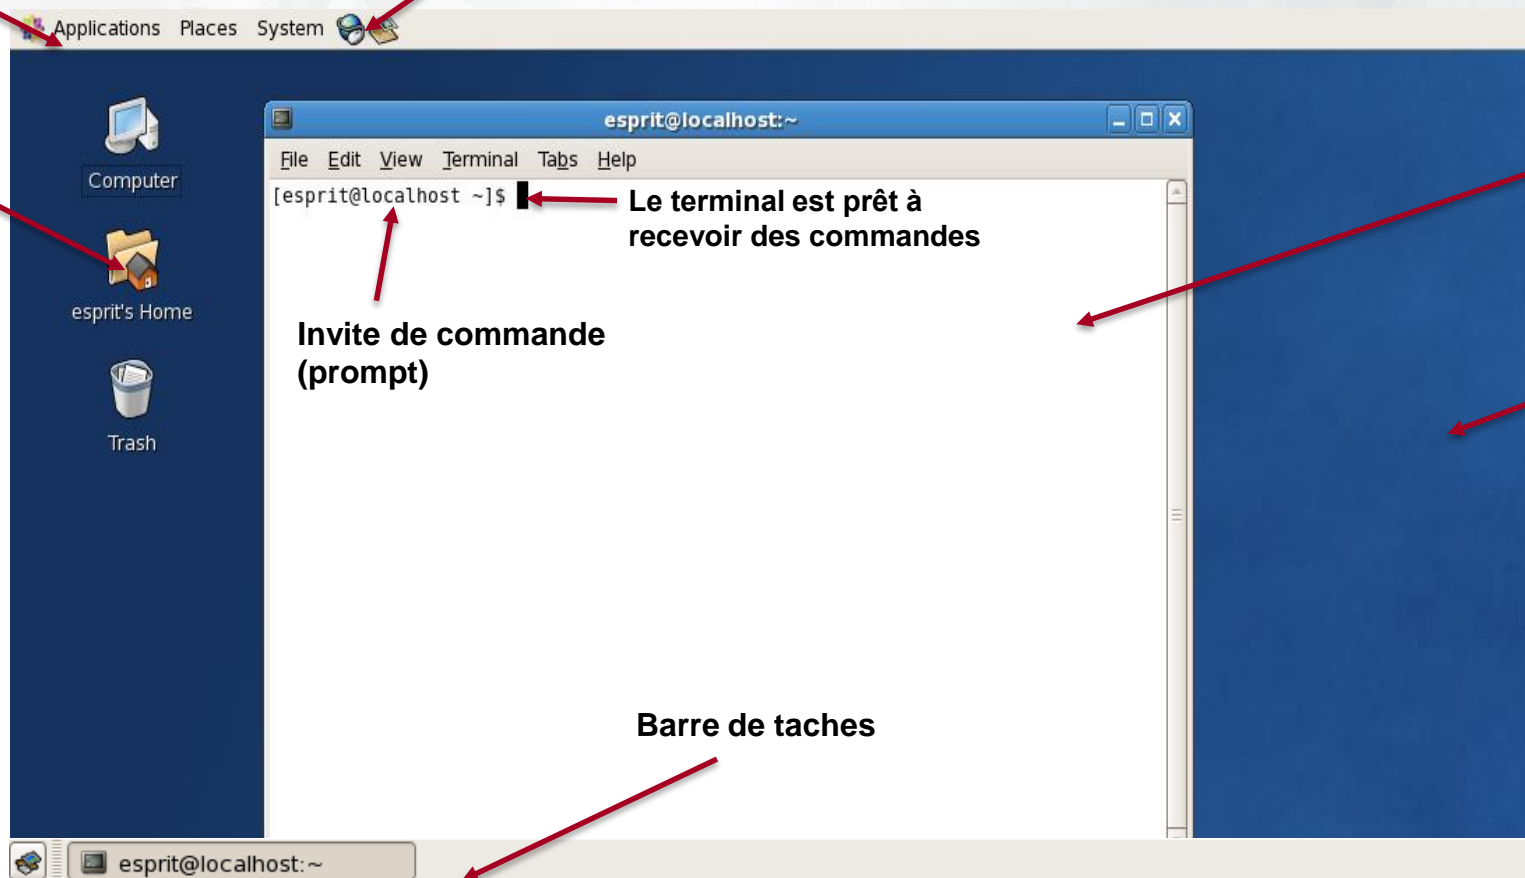 Applications Places System
esprit@localhost:~
File Edit View Terminal Tabs Help
Computer
[esprit@localhost ~]$
Le terminal est prêt à
recevoir des commandes
esprit's Home
Invite de commande
(prompt)
Trash
Barre de taches
esprit@localhost:~